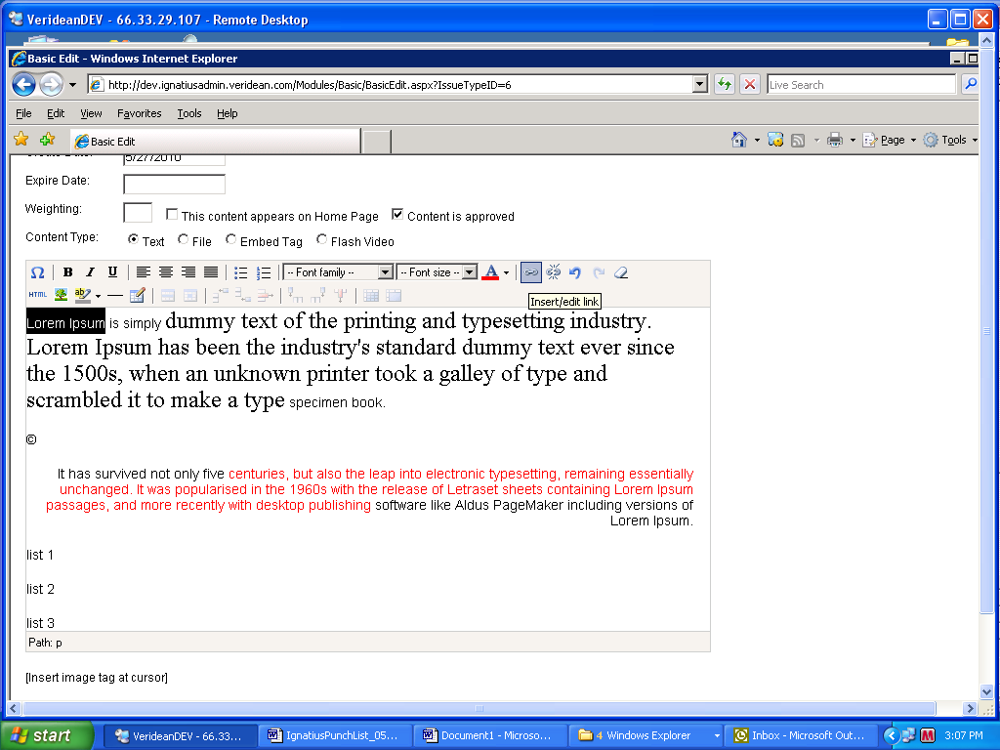 VerideanDEV - 66.33.29.107 - Remote Desktop
Basic Edit - Windows Internet Explorer
http://dev.ignatiusadmin.veridean.com/Modules/Basic/BasicEdit.aspx?IssueTypeID=6
Live Search
File Edit View Favorites Tools Help
Basic Edit
Page Tools
5/27/2010
Expire Date:
Weighting: This content appears on Home Page Content is approved
Content Type: Text File Embed Tag Flash Video
Ω B I U -- Font family -- -- Font size -- A
HTML ab
Insert/edit link
Lorem Ipsum is simply dummy text of the printing and typesetting industry.
Lorem Ipsum has been the industry's standard dummy text ever since
the 1500s, when an unknown printer took a galley of type and
scrambled it to make a type specimen book.
©
It has survived not only five centuries, but also the leap into electronic typesetting, remaining essentially
unchanged. It was popularised in the 1960s with the release of Letraset sheets containing Lorem Ipsum
passages, and more recently with desktop publishing software like Aldus PageMaker including versions of
Lorem Ipsum.
list 1
list 2
list 3
Path: p
[Insert image tag at cursor]
start VerideanDEV - 66.33... IgnatiusPunchList_05... Document1 - Microso... 4 Windows Explorer Inbox - Microsoft Out... 3:07 PM